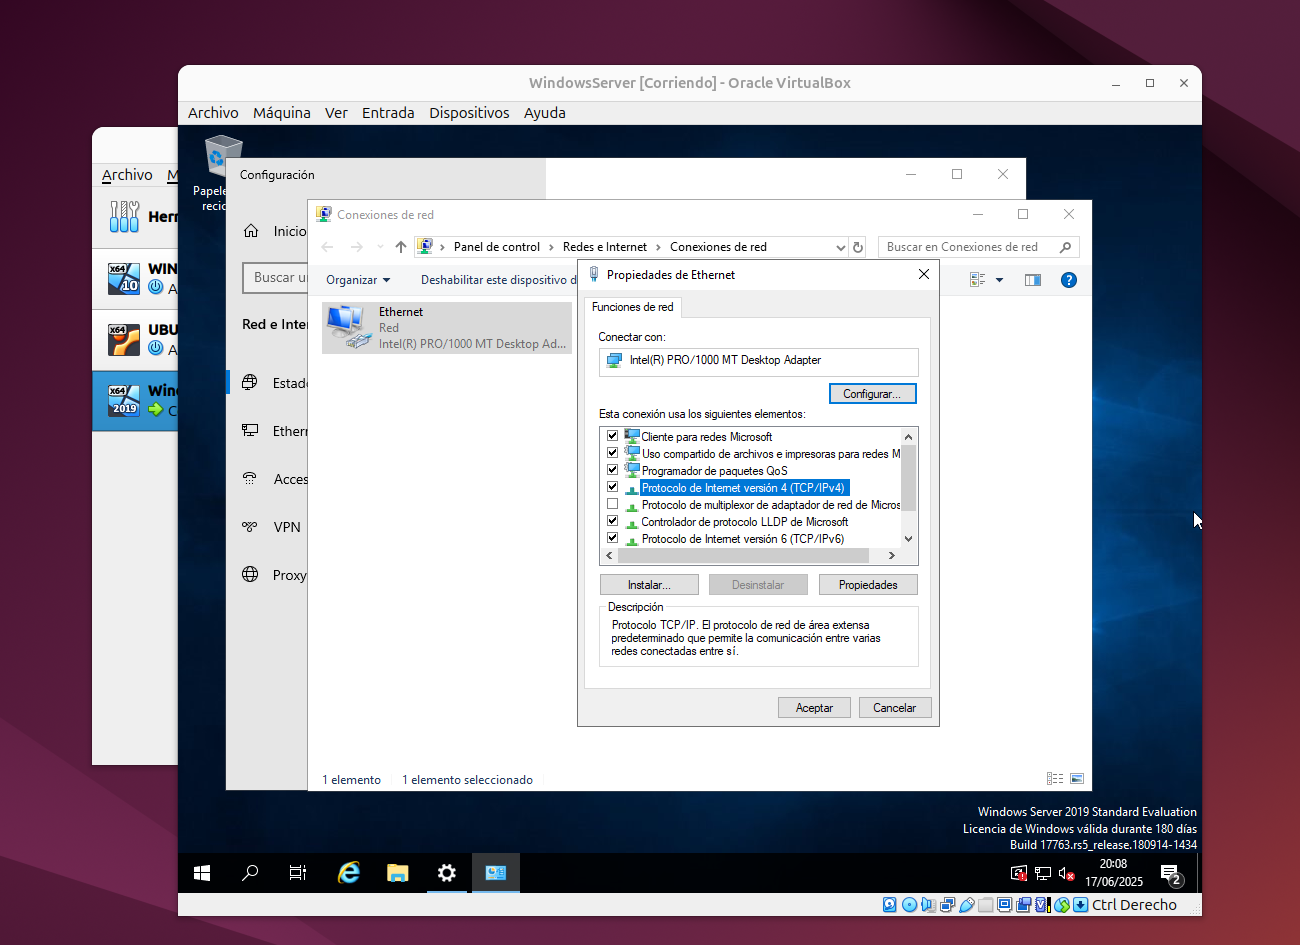 WindowsServer [Corriendo] - Oracle VirtualBox
Archivo Máquina Ver Entrada Dispositivos Ayuda
Archivo
Configuración
Conexiones de red
Inicio
Panel de control Redes e Internet Conexiones de red
Buscar en Conexiones de red
x64
10
Buscar
Organizar
Deshabilitar este dispositivo
Propiedades de Ethernet
Funciones de red
Ethernet
Red
Intel(R) PRO/1000 MT Desktop Ad...
x64
Conectar con:
Intel(R) PRO/1000 MT Desktop Adapter
Configurar...
x64
2019
Esta conexión usa los siguientes elementos:
Cliente para redes Microsoft
Uso compartido de archivos e impresoras para redes
Programador de paquetes QoS
Protocolo de Internet versión 4 (TCP/IPv4)
Protocolo de multiplexor de adaptador de red de
Controlador de protocolo LLDP de Microsoft
Protocolo de Internet versión 6 (TCP/IPv6)
VPN
Proxy
Instalar... Desinstalar Propiedades
Descripción
Protocolo TCP/IP. El protocolo de red de área extensa
predeterminado que permite la comunicación entre varias
redes conectadas entre sí.
Aceptar Cancelar
1 elemento 1 elemento seleccionado
Windows Server 2019 Standard Evaluation
Licencia de Windows válida durante 180 días
Build 17763.rs5_release.180914-1434
20:08
17/06/2025
2
Ctrl Derecho